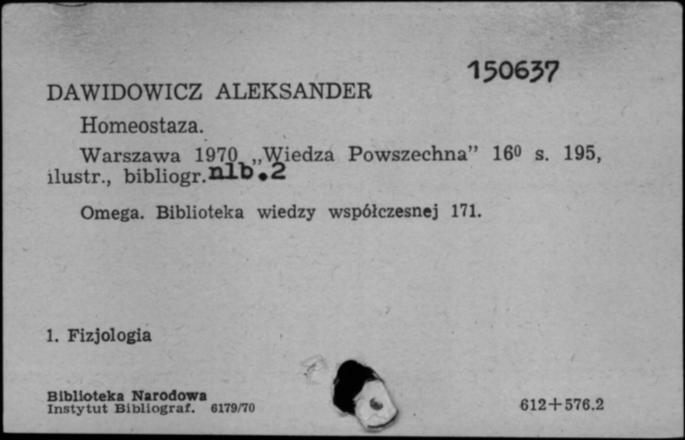 150637
DAWIDOWICZ ALEKSANDER
Homeostaza.
Warszawa 1970 „Wiedza Powszechna” 16⁰ s. 195,
ilustr., bibliogr. nlb.2
Omega. Biblioteka wiedzy współczesnej 171.
1. Fizjologia
Biblioteka Narodowa
Instytut Bibliograf. 6179/70
612+576.2